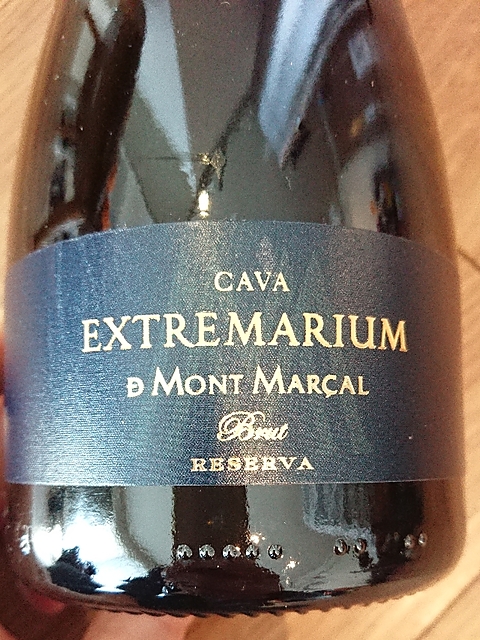 CAVA
EXTREMARIUM
Đ MONT MARÇAL
Brut
RESERVA